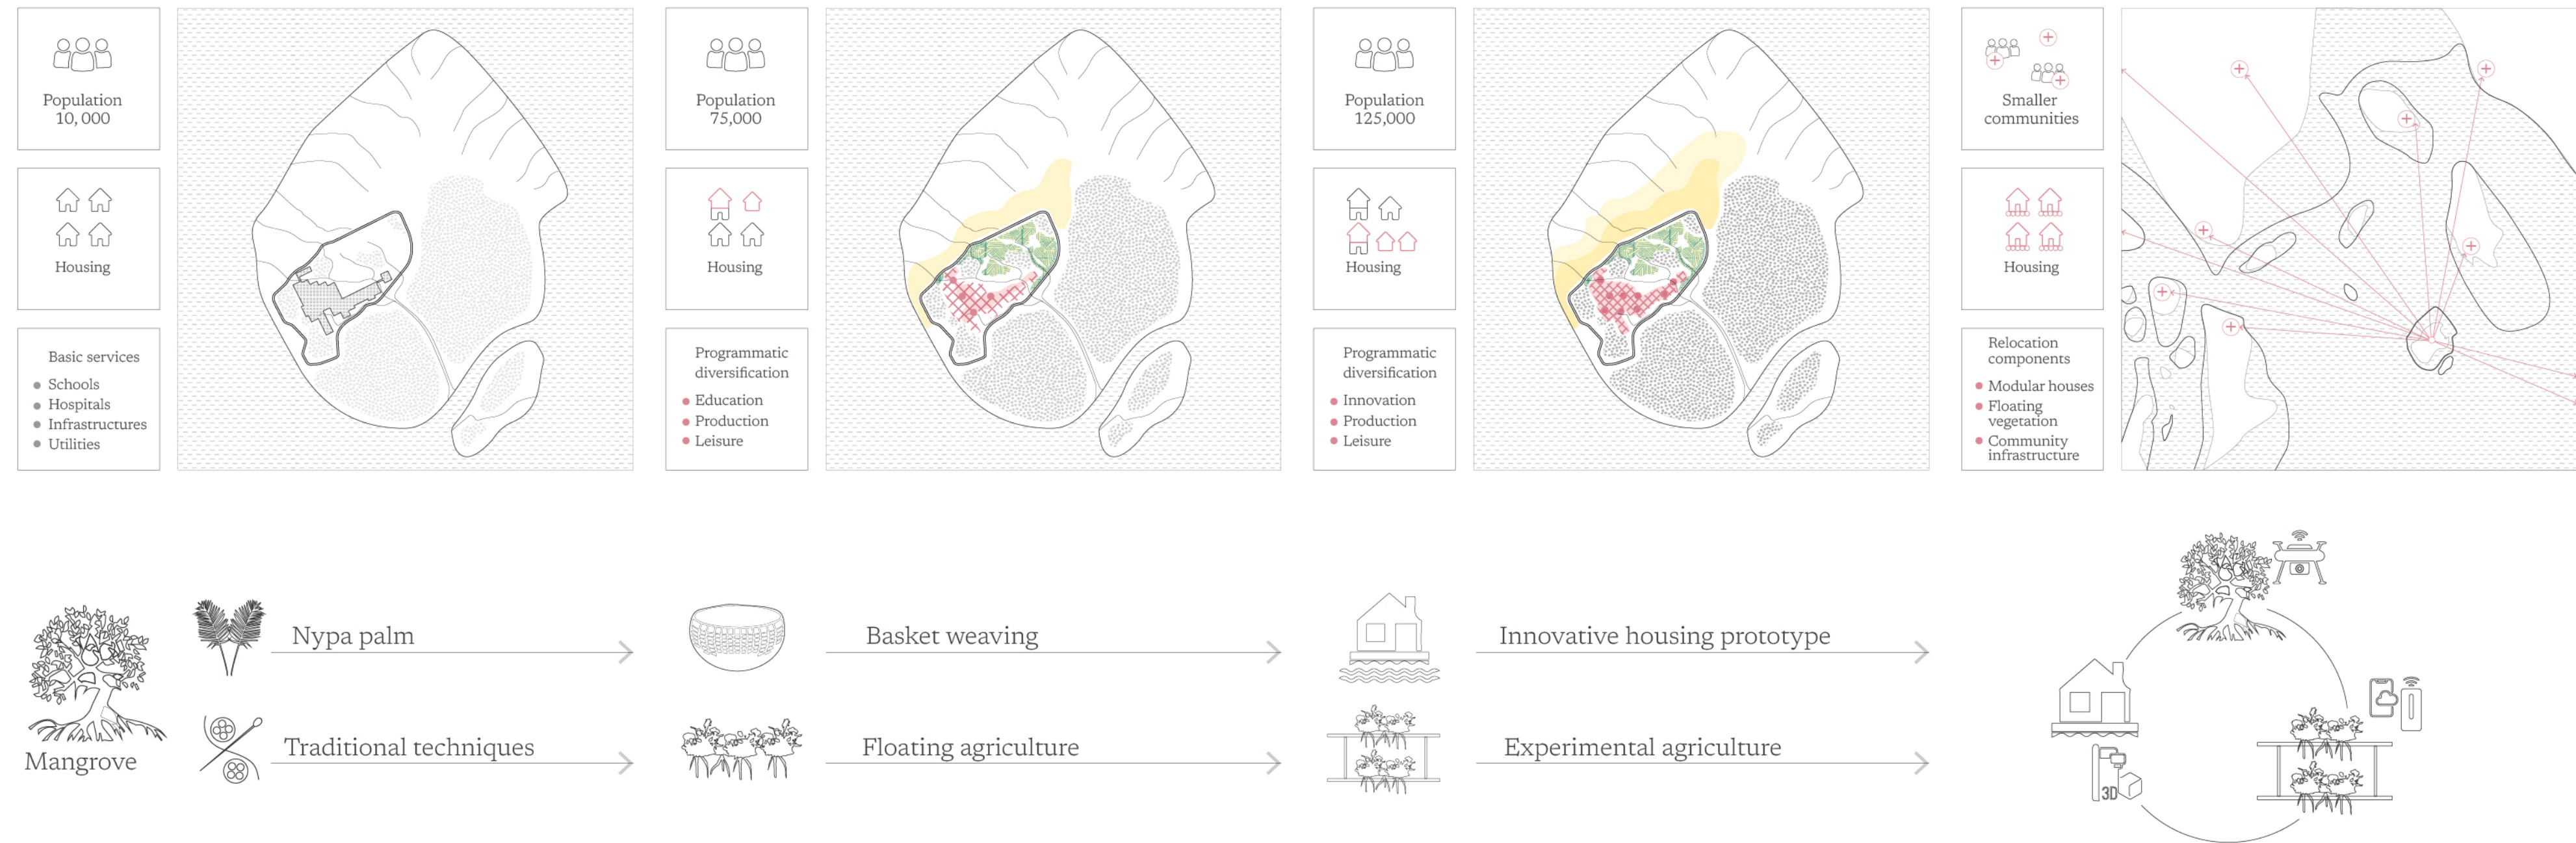 Population
10, 000
Housing
Basic services
Schools
Hospitals
Infrastructures
Utilities
Population
75,000
Housing
Programmatic
diversification
Education
Production
Leisure
Population
125,000
Housing
Programmatic
diversification
Innovation
Production
Leisure
Smaller
communities
Housing
Relocation
components
Modular houses
Floating
vegetation
Community
infrastructure
Mangrove
Nypa palm
Traditional techniques
Basket weaving
Floating agriculture
Innovative housing prototype
Experimental agriculture
3D